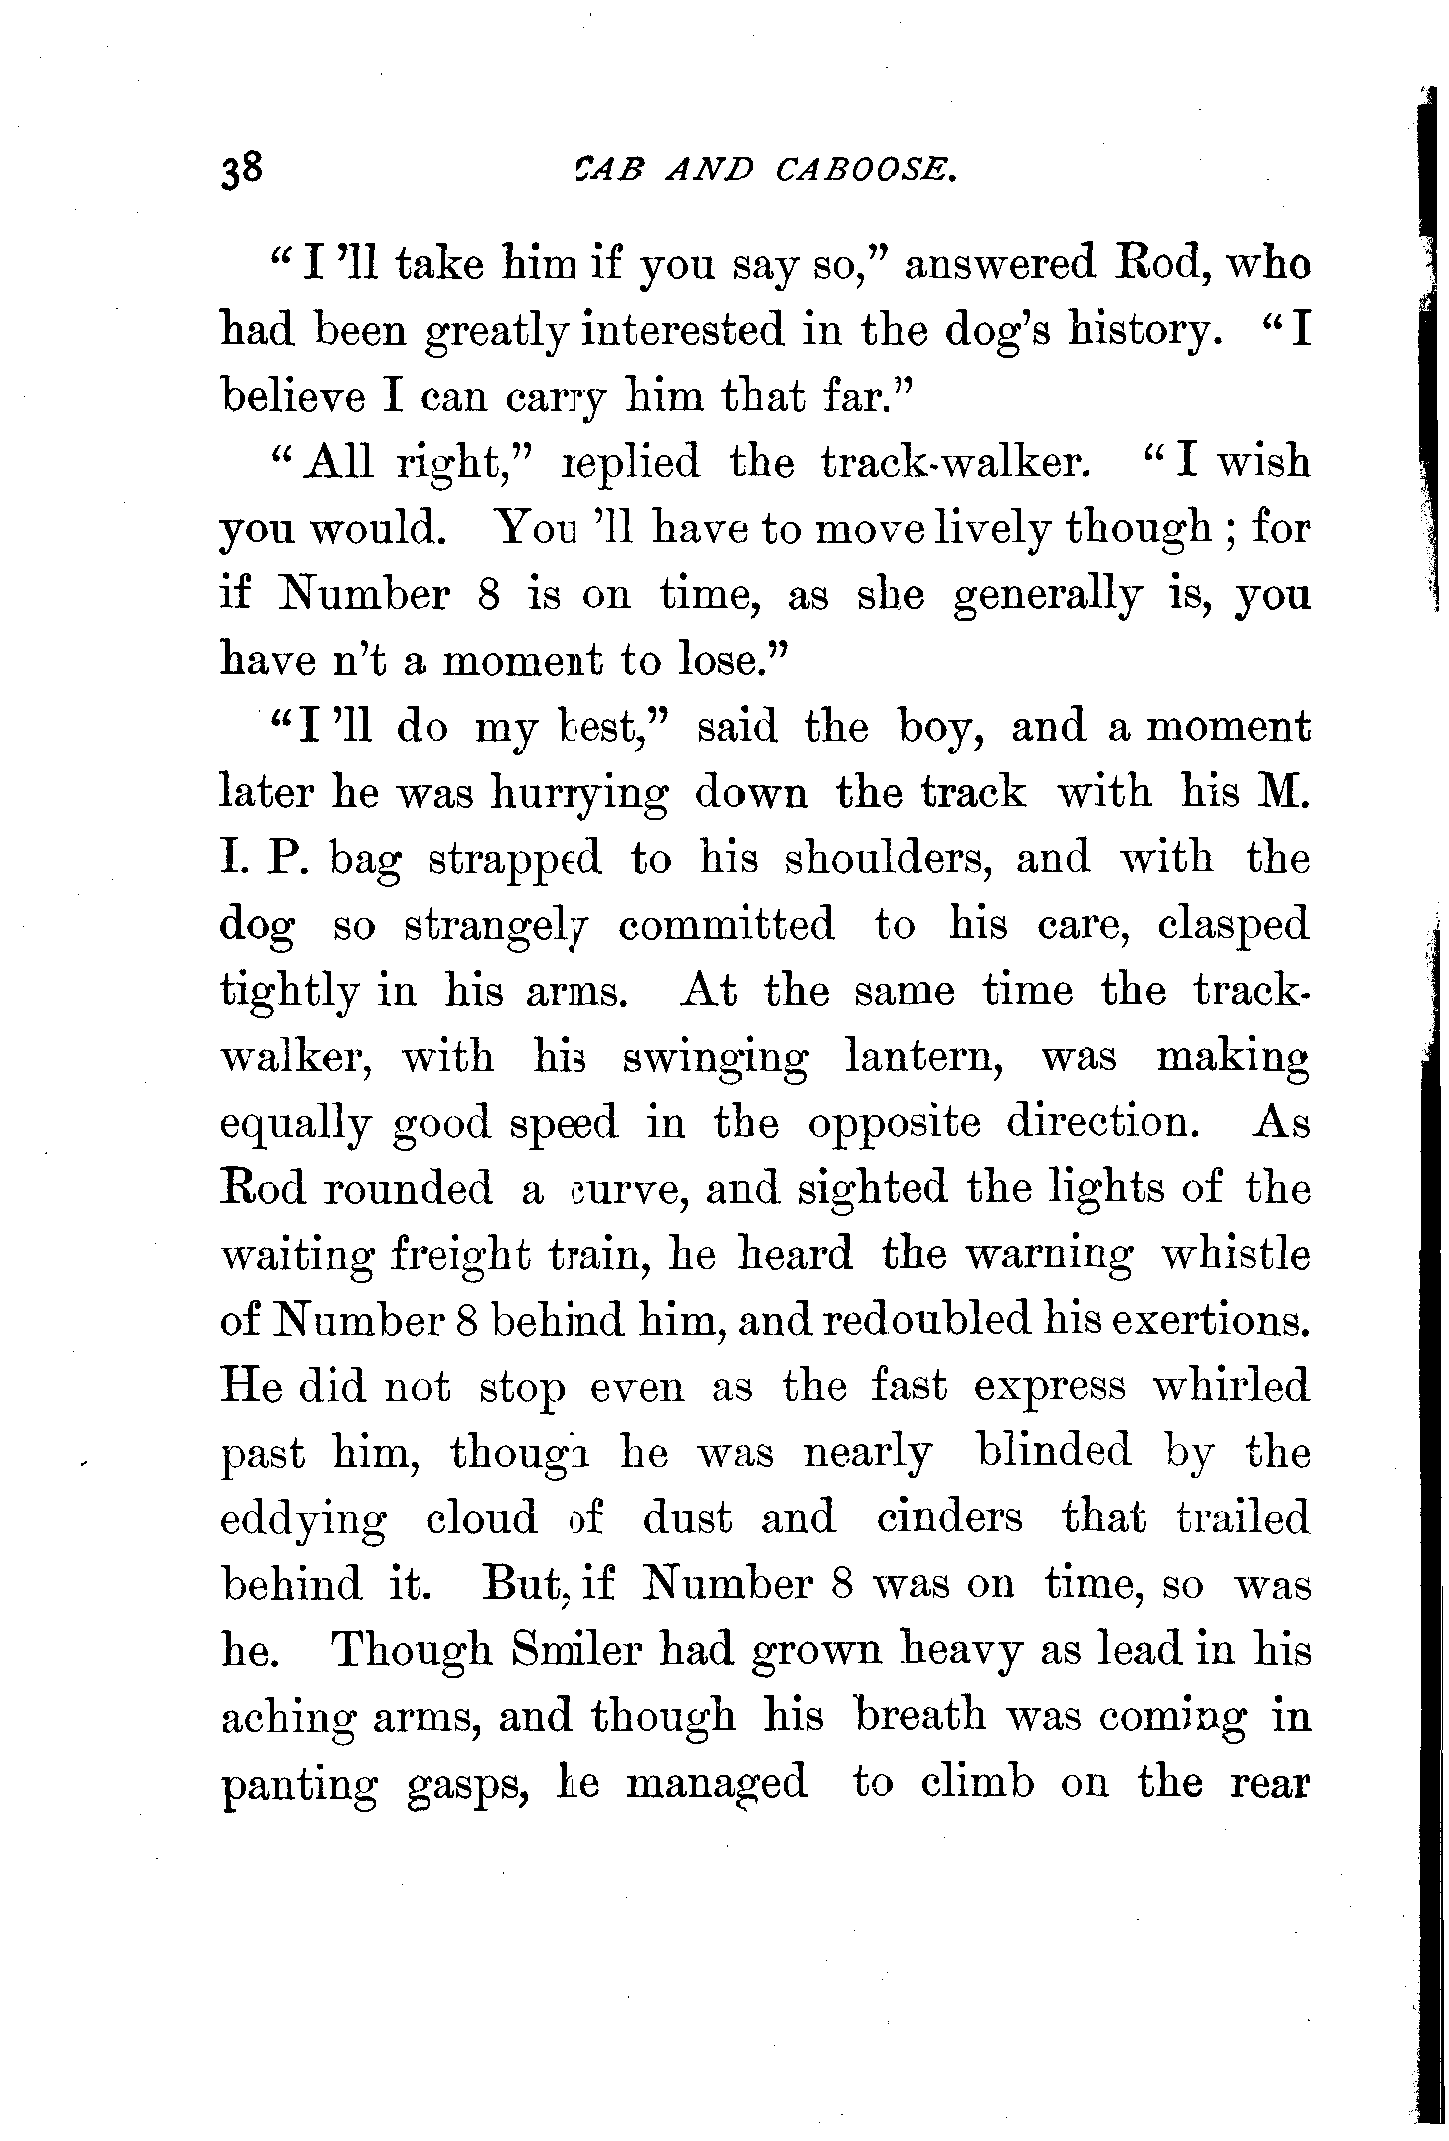 38 CAB AND CABOOSE.
“ I ’ll take him if you say so,” answered Rod, who
had been greatly interested in the dog’s history. “ I
believe I can carry him that far.”
“ All right,” replied the track-walker. “ I wish
you would. You ’ll have to move lively though ; for
if Number 8 is on time, as she generally is, you
have n’t a moment to lose.”
“I ’ll do my best,” said the boy, and a moment
later he was hurrying down the track with his M.
I. P. bag strapped to his shoulders, and with the
dog so strangely committed to his care, clasped
tightly in his arms. At the same time the track-
walker, with his swinging lantern, was making
equally good speed in the opposite direction. As
Rod rounded a curve, and sighted the lights of the
waiting freight train, he heard the warning whistle
of Number 8 behind him, and redoubled his exertions.
He did not stop even as the fast express whirled
past him, though he was nearly blinded by the
eddying cloud of dust and cinders that trailed
behind it. But, if Number 8 was on time, so was
he. Though Smiler had grown heavy as lead in his
aching arms, and though his breath was coming in
panting gasps, he managed to climb on the rear